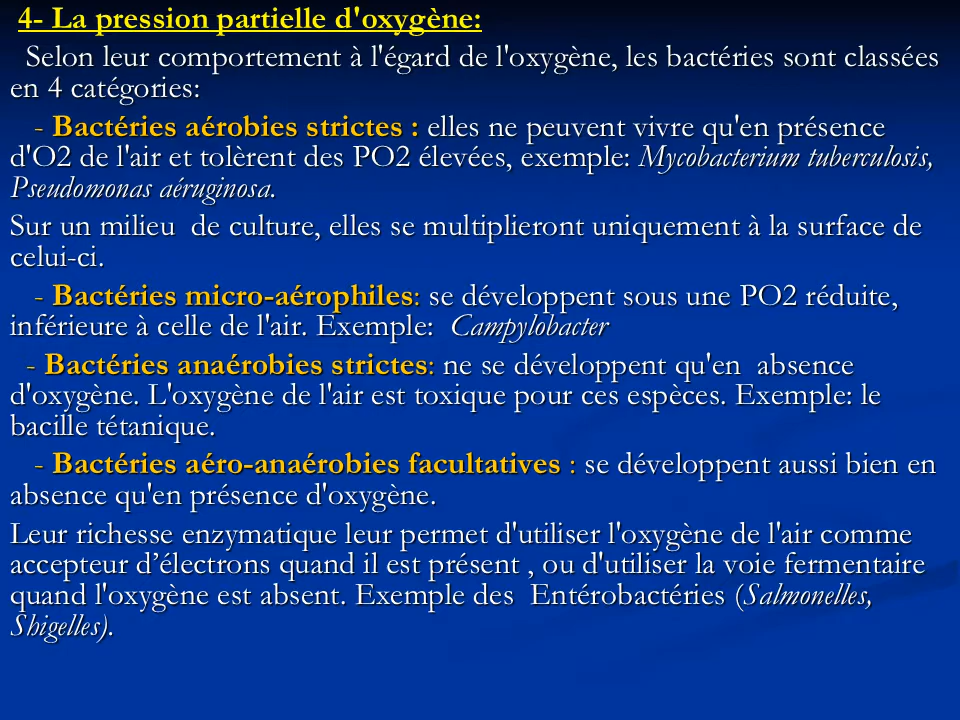 4- La pression partielle d'oxygène:
Selon leur comportement à l'égard de l'oxygène, les bactéries sont classées
en 4 catégories:
- Bactéries aérobies strictes : elles ne peuvent vivre qu'en présence
d'O2 de l'air et tolèrent des PO2 élevées, exemple: Mycobacterium tuberculosis,
Pseudomonas aéruginosa.
Sur un milieu de culture, elles se multiplieront uniquement à la surface de
celui-ci.
- Bactéries micro-aérophiles: se développent sous une PO2 réduite,
inférieure à celle de l'air. Exemple: Campylobacter
- Bactéries anaérobies strictes: ne se développent qu'en absence
d'oxygène. L'oxygène de l'air est toxique pour ces espèces. Exemple: le
bacille tétanique.
- Bactéries aéro-anaérobies facultatives : se développent aussi bien en
absence qu'en présence d'oxygène.
Leur richesse enzymatique leur permet d'utiliser l'oxygène de l'air comme
accepteur d’électrons quand il est présent , ou d'utiliser la voie fermentaire
quand l'oxygène est absent. Exemple des Entérobactéries (Salmonelles,
Shigelles).